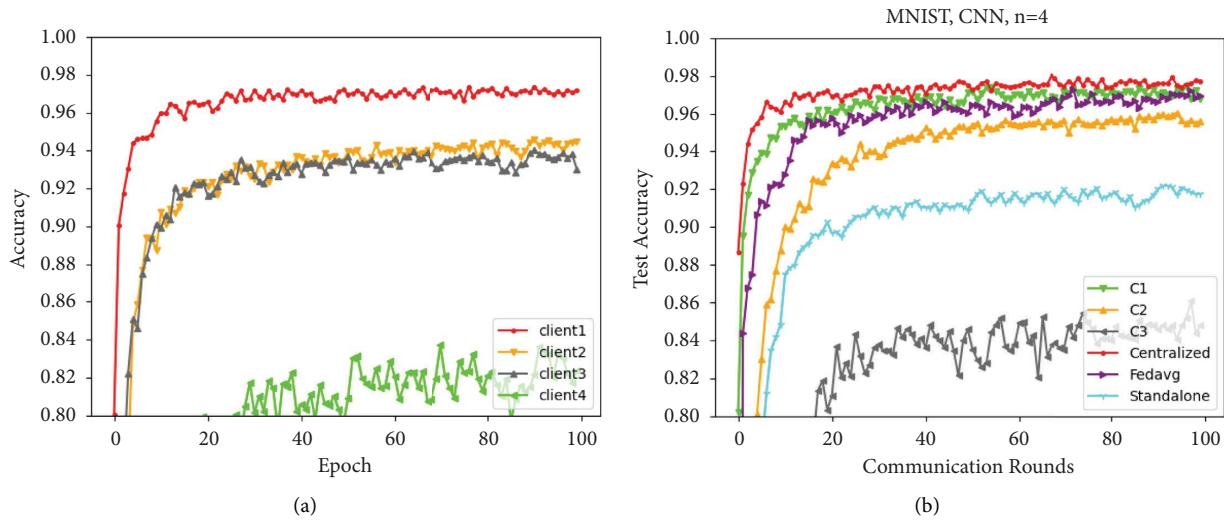 1.00
0.98
0.96
0.94
0.92
0.90
0.88
0.86
0.84
0.82
0.80
Accuracy
0 20 40 60 80 100
Epoch
client1
client2
client3
client4
(a)
MNIST, CNN, n=4
1.00
0.98
0.96
0.94
0.92
0.90
0.88
0.86
0.84
0.82
0.80
Test Accuracy
0 20 40 60 80 100
Communication Rounds
C1
C2
C3
Centralized
Fedavg
Standalone
(b)